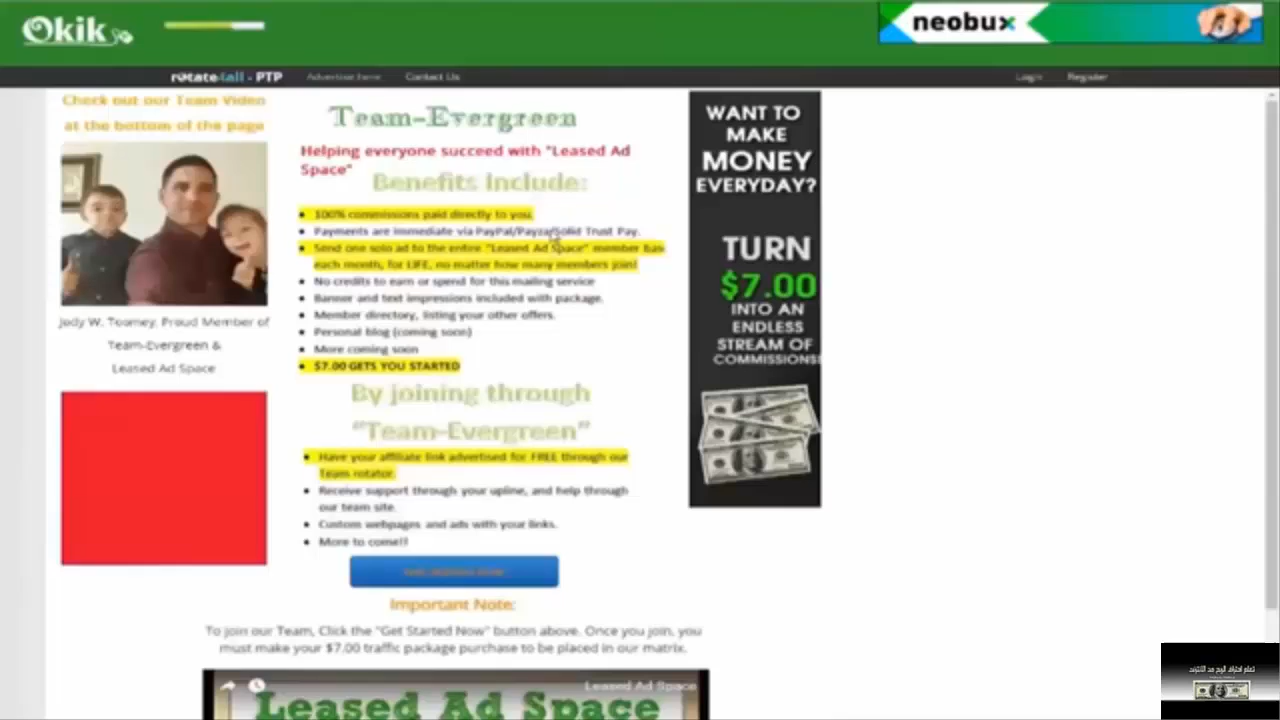 Okik
neobux
rotate4all - PTP
Advertise here
Contact Us
Login
Register
Check out our Team Video
at the bottom of the page
Jody W. Toomey, Proud Member of
Team-Evergreen &
Leased Ad Space
Team-Evergreen
Helping everyone succeed with "Leased Ad
Space"
Benefits Include:
100% commissions paid directly to you.
Payments are immediate via PayPal/Payza/Solid Trust Pay.
Send one solo ad to the entire "Leased Ad Space" member bas
each month, for LIFE, no matter how many members join!
No credits to earn or spend for this mailing service
Banner and text impressions included with package.
Member directory, listing your other offers.
Personal blog (coming soon)
More coming soon
$7.00 GETS YOU STARTED
By joining through
"Team-Evergreen"
Have your affiliate link advertised for FREE through our
Team rotator.
Receive support through your upline, and help through
our team site.
Custom webpages and ads with your links.
More to come!!
Important Note:
To join our Team, Click the "Get Started Now" button above. Once you join, you
must make your $7.00 traffic package purchase to be placed in our matrix.
Leased Ad Space
Leased Ad Space
WANT TO
MAKE
MONEY
EVERYDAY?
TURN
$7.00
INTO AN
ENDLESS
STREAM OF
COMMISSIONS!
تعلم احتراف الربح من الانترنت